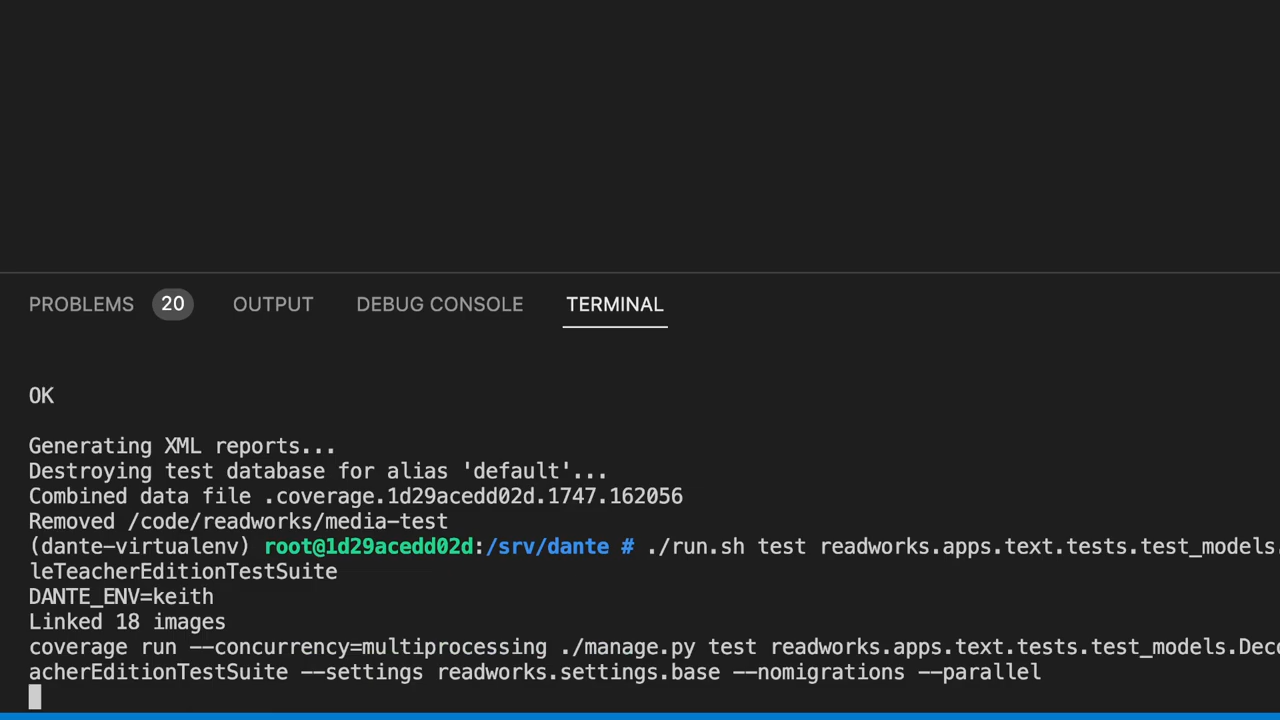 PROBLEMS 20 OUTPUT DEBUG CONSOLE TERMINAL
OK
Generating XML reports...
Destroying test database for alias 'default'...
Combined data file .coverage.1d29acedd02d.1747.162056
Removed /code/readworks/media-test
(dante-virtualenv) root@1d29acedd02d:/srv/dante # ./run.sh test readworks.apps.text.tests.test_models.
leTeacherEditionTestSuite
DANTE_ENV=keith
Linked 18 images
coverage run --concurrency=multiprocessing ./manage.py test readworks.apps.text.tests.test_models.Deco
acherEditionTestSuite --settings readworks.settings.base --nomigrations --parallel